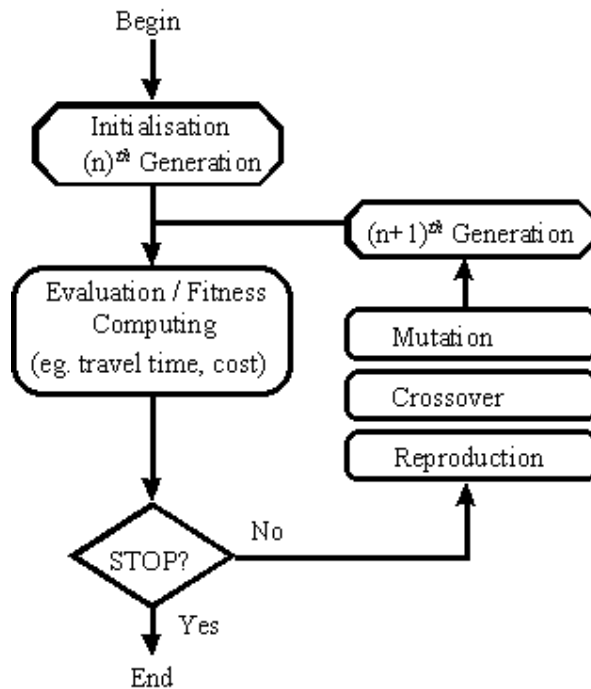 Begin
Initialisation
(n)th Generation
(n+1)th Generation
Evaluation / Fitness
Computing
(eg. travel time, cost)
Mutation
Crossover
Reproduction
No
STOP?
Yes
End